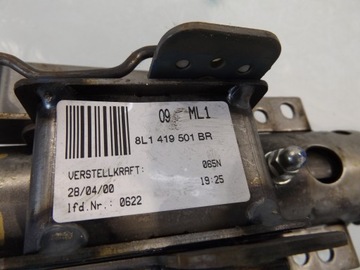 09 ML1
8L1 419 501 BR
VERSTELLKRAFT: 065N
28/04/00 19:25
lfd.Nr.: 0622